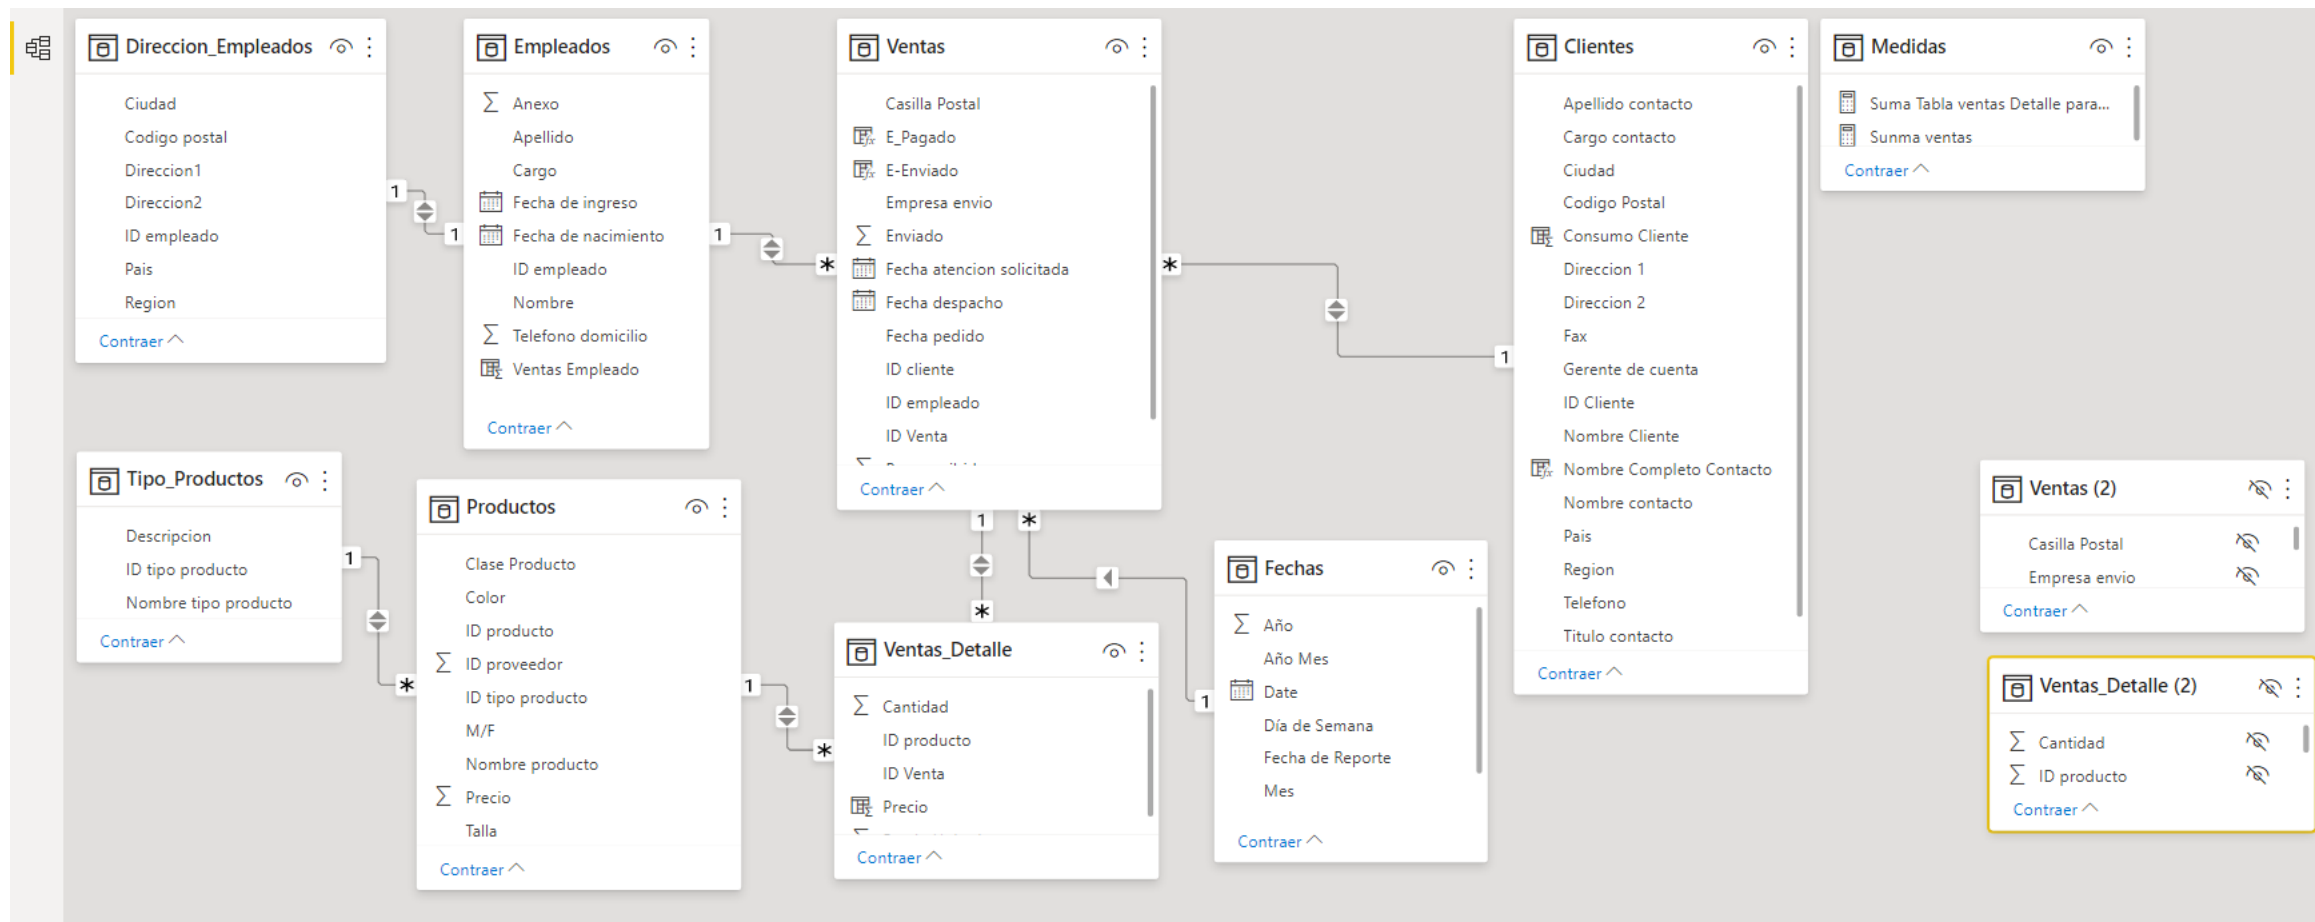 Direccion_Empleados
Ciudad
Codigo postal
Direccion1
Direccion2
ID empleado
Pais
Region
Contraer
Empleados
Σ Anexo
Apellido
Cargo
Fecha de ingreso
Fecha de nacimiento
ID empleado
Nombre
Σ Telefono domicilio
Ventas Empleado
Contraer
Ventas
Casilla Postal
E_Pagado
E-Enviado
Empresa envio
Σ Enviado
Fecha atencion solicitada
Fecha despacho
Fecha pedido
ID cliente
ID empleado
ID Venta
Contraer
Clientes
Apellido contacto
Cargo contacto
Ciudad
Codigo Postal
Consumo Cliente
Direccion 1
Direccion 2
Fax
Gerente de cuenta
ID Cliente
Nombre Cliente
Nombre Completo Contacto
Nombre contacto
Pais
Region
Telefono
Titulo contacto
Contraer
Medidas
Suma Tabla ventas Detalle para...
Sunma ventas
Contraer
1
1
1
*
*
1
Tipo_Productos
Descripcion
ID tipo producto
Nombre tipo producto
Contraer
1
*
Productos
Clase Producto
Color
ID producto
Σ ID proveedor
ID tipo producto
M/F
Nombre producto
Σ Precio
Talla
Contraer
1
*
1
*
*
1
Ventas_Detalle
Σ Cantidad
ID producto
ID Venta
Precio
Contraer
Fechas
Σ Año
Año Mes
Date
Día de Semana
Fecha de Reporte
Mes
Contraer
Ventas (2)
Casilla Postal
Empresa envio
Contraer
Ventas_Detalle (2)
Σ Cantidad
Σ ID producto
Contraer